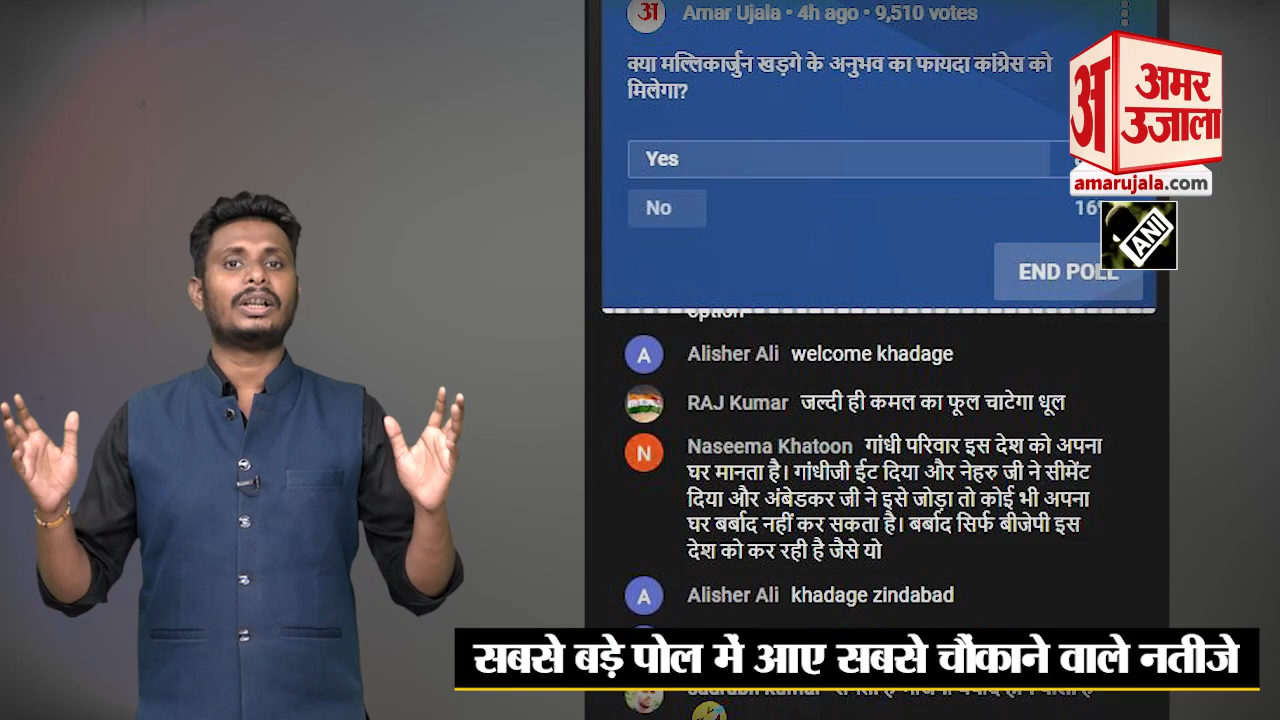 अ Amar Ujala • 4h ago • 9,510 votes
क्या मल्लिकार्जुन खड़गे के अनुभव का फायदा कांग्रेस को
मिलेगा?
Yes
No
END POLL
अ अमर
उजाला
amarujala.com
ANI
option
A Alisher Ali welcome khadage
RAJ Kumar जल्दी ही कमल का फूल चाटेगा धूल
N Naseema Khatoon गांधी परिवार इस देश को अपना
घर मानता है। गांधीजी ईट दिया और नेहरु जी ने सीमेंट
दिया और अंबेडकर जी ने इसे जोड़ा तो कोई भी अपना
घर बर्बाद नहीं कर सकता है। बर्बाद सिर्फ बीजेपी इस
देश को कर रही है जैसे यो
A Alisher Ali khadage zindabad
सबसे बड़े पोल में आए सबसे चौंकाने वाले नतीजे